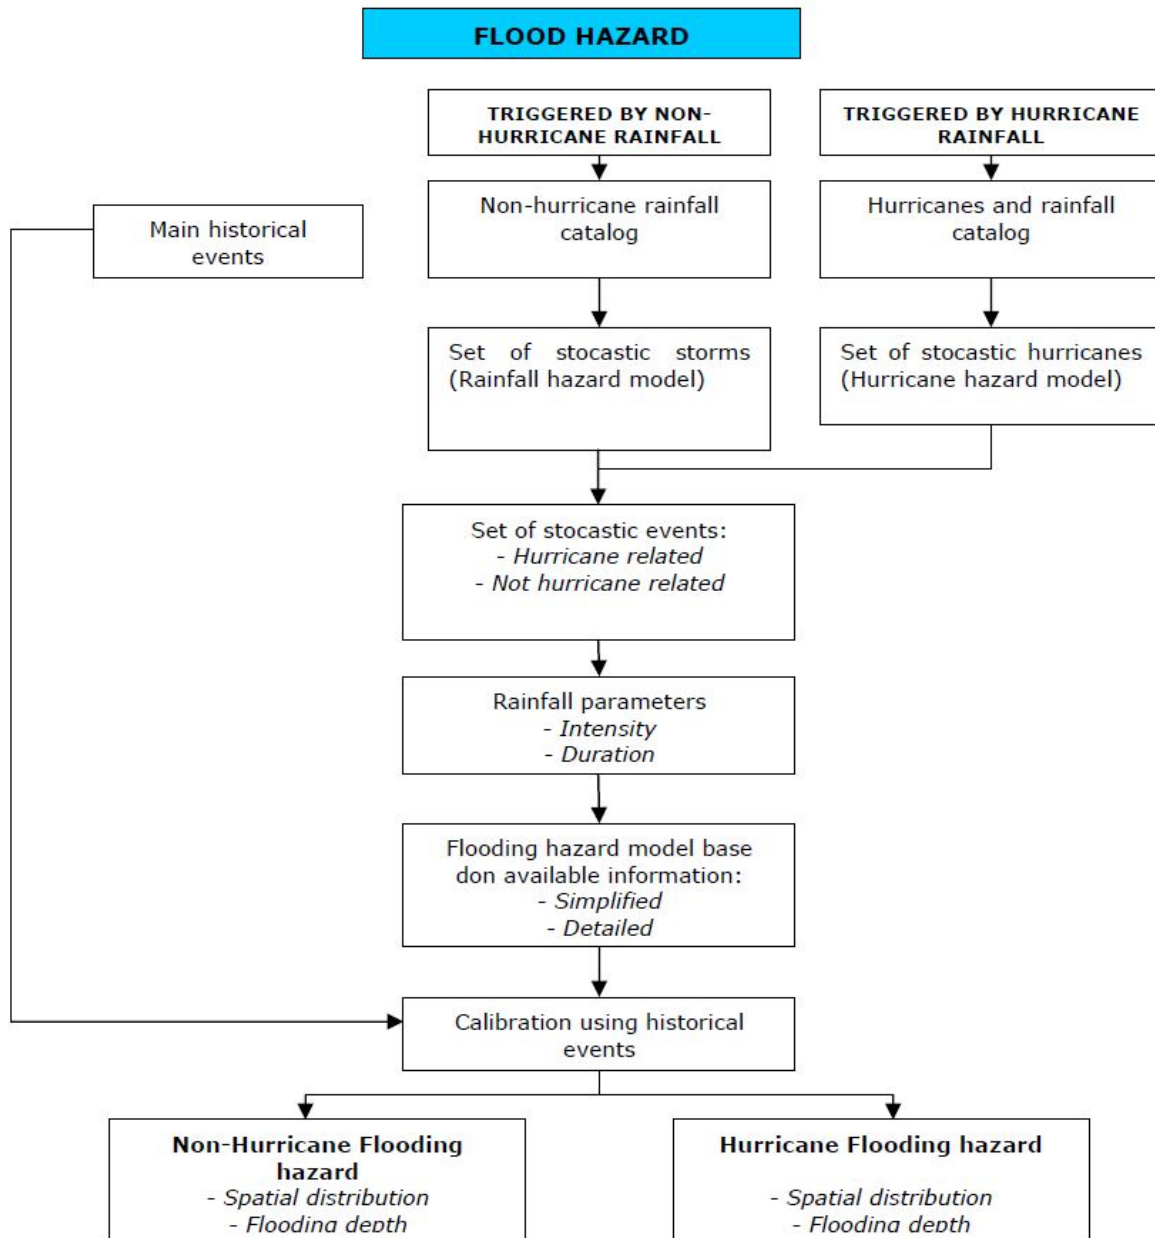 FLOOD HAZARD
TRIGGERED BY NON-
HURRICANE RAINFALL
TRIGGERED BY HURRICANE
RAINFALL
Non-hurricane rainfall
catalog
Hurricanes and rainfall
catalog
Main historical
events
Set of stocastic storms
(Rainfall hazard model)
Set of stocastic hurricanes
(Hurricane hazard model)
Set of stocastic events:
- Hurricane related
- Not hurricane related
Rainfall parameters
- Intensity
- Duration
Flooding hazard model base
don available information:
- Simplified
- Detailed
Calibration using historical
events
Non-Hurricane Flooding
hazard
- Spatial distribution
- Flooding depth
Hurricane Flooding hazard
- Spatial distribution
- Flooding depth